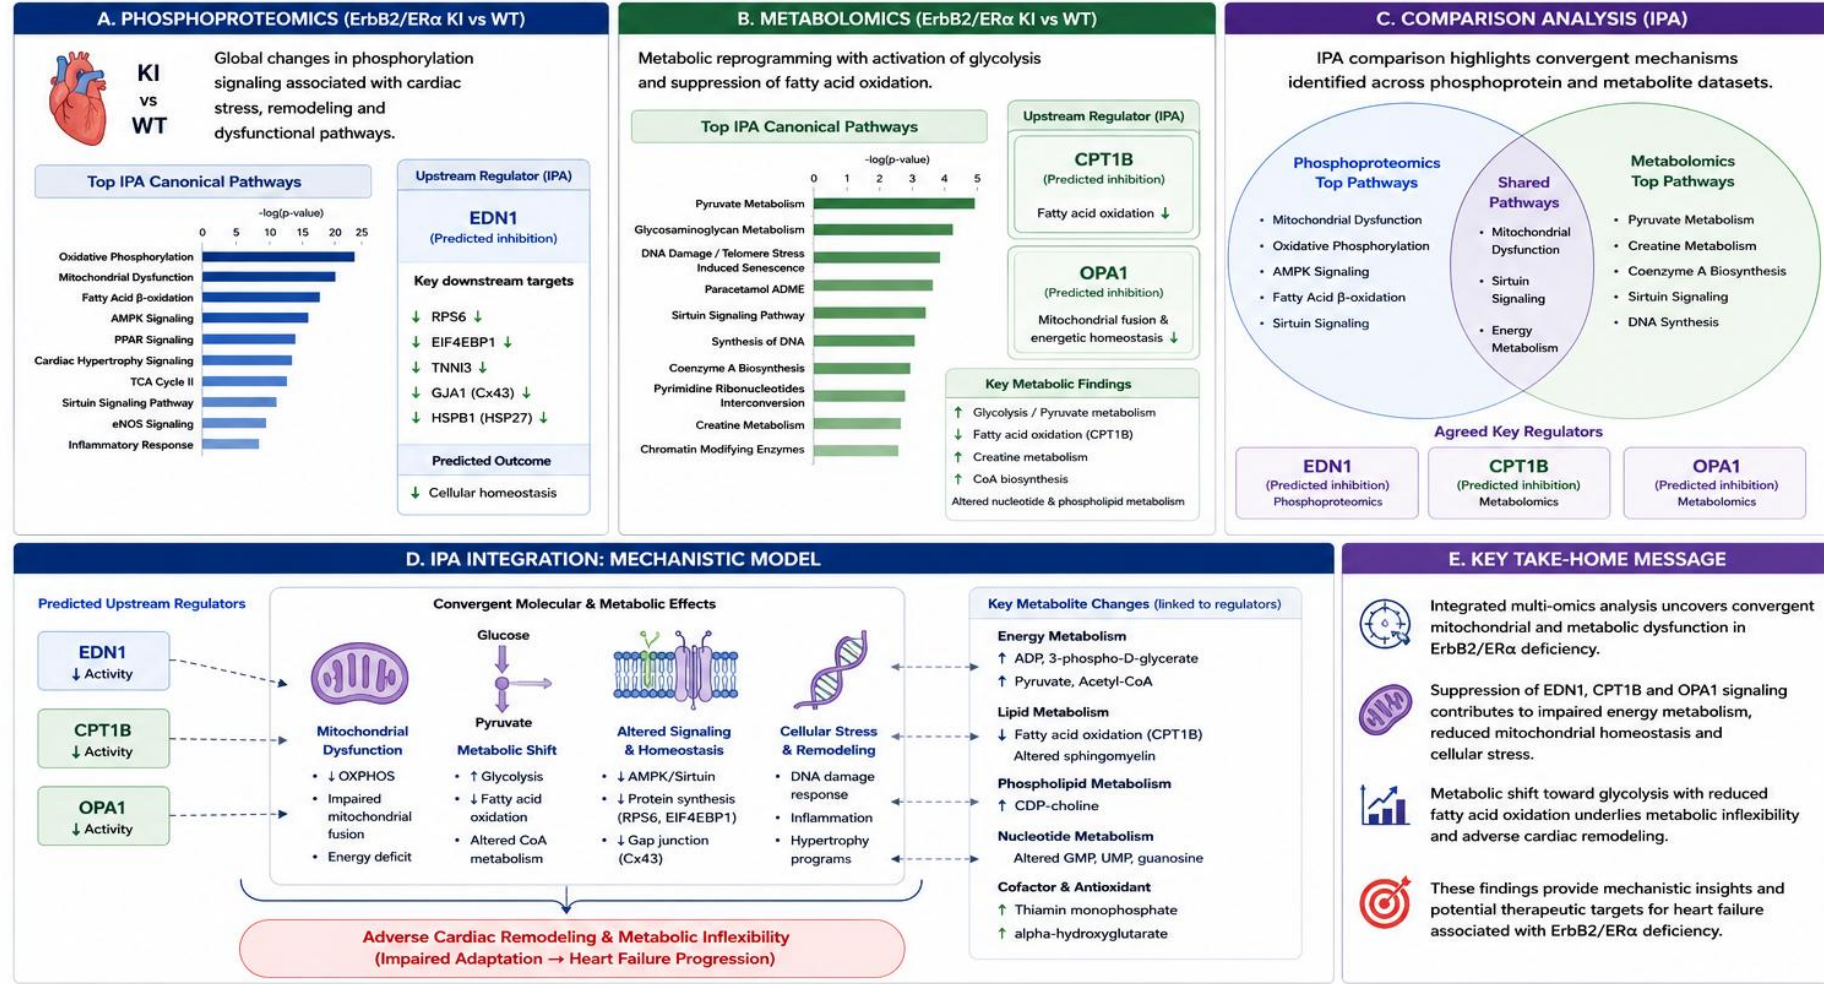 A. PHOSPHOPROTEOMICS (ErbB2/ERα KI vs WT)
KI
vs
WT
Global changes in phosphorylation
signaling associated with cardiac
stress, remodeling and
dysfunctional pathways.
Top IPA Canonical Pathways
-log(p-value)
0 5 10 15 20 25
Oxidative Phosphorylation
Mitochondrial Dysfunction
Fatty Acid β-oxidation
AMPK Signaling
PPAR Signaling
Cardiac Hypertrophy Signaling
TCA Cycle II
Sirtuin Signaling Pathway
eNOS Signaling
Inflammatory Response
Upstream Regulator (IPA)
EDN1
(Predicted inhibition)
Key downstream targets
↓ RPS6 ↓
↓ EIF4EBP1 ↓
↓ TNNI3 ↓
↓ GJA1 (Cx43) ↓
↓ HSPB1 (HSP27) ↓
Predicted Outcome
↓ Cellular homeostasis
B. METABOLOMICS (ErbB2/ERα KI vs WT)
Metabolic reprogramming with activation of glycolysis
and suppression of fatty acid oxidation.
Top IPA Canonical Pathways
-log(p-value)
0 1 2 3 4 5
Pyruvate Metabolism
Glycosaminoglycan Metabolism
DNA Damage / Telomere Stress
Induced Senescence
Paracetamol ADME
Sirtuin Signaling Pathway
Synthesis of DNA
Coenzyme A Biosynthesis
Pyrimidine Ribonucleotides
Interconversion
Creatine Metabolism
Chromatin Modifying Enzymes
Upstream Regulator (IPA)
CPT1B
(Predicted inhibition)
Fatty acid oxidation ↓
OPA1
(Predicted inhibition)
Mitochondrial fusion &
energetic homeostasis ↓
Key Metabolic Findings
↑ Glycolysis / Pyruvate metabolism
↓ Fatty acid oxidation (CPT1B)
↑ Creatine metabolism
↑ CoA biosynthesis
Altered nucleotide & phospholipid metabolism
C. COMPARISON ANALYSIS (IPA)
IPA comparison highlights convergent mechanisms
identified across phosphoprotein and metabolite datasets.
Phosphoproteomics
Top Pathways
• Mitochondrial Dysfunction
• Oxidative Phosphorylation
• AMPK Signaling
• Fatty Acid β-oxidation
• Sirtuin Signaling
Shared
Pathways
• Mitochondrial
Dysfunction
• Sirtuin
Signaling
• Energy
Metabolism
Metabolomics
Top Pathways
• Pyruvate Metabolism
• Creatine Metabolism
• Coenzyme A Biosynthesis
• Sirtuin Signaling
• DNA Synthesis
Agreed Key Regulators
EDN1
(Predicted inhibition)
Phosphoproteomics
CPT1B
(Predicted inhibition)
Metabolomics
OPA1
(Predicted inhibition)
Metabolomics
D. IPA INTEGRATION: MECHANISTIC MODEL
Predicted Upstream Regulators
EDN1
↓ Activity
CPT1B
↓ Activity
OPA1
↓ Activity
Convergent Molecular & Metabolic Effects
Mitochondrial
Dysfunction
• ↓ OXPHOS
• Impaired
mitochondrial
fusion
• Energy deficit
Glucose
Pyruvate
Metabolic Shift
• ↑ Glycolysis
• ↓ Fatty acid
oxidation
• Altered CoA
metabolism
Altered Signaling
& Homeostasis
• ↓ AMPK/Sirtuin
• ↓ Protein synthesis
(RPS6, EIF4EBP1)
• ↓ Gap junction
(Cx43)
Cellular Stress
& Remodeling
• DNA damage
response
• Inflammation
• Hypertrophy
programs
Key Metabolite Changes (linked to regulators)
Energy Metabolism
↑ ADP, 3-phospho-D-glycerate
↑ Pyruvate, Acetyl-CoA
Lipid Metabolism
↓ Fatty acid oxidation (CPT1B)
Altered sphingomyelin
Phospholipid Metabolism
↑ CDP-choline
Nucleotide Metabolism
Altered GMP, UMP, guanosine
Cofactor & Antioxidant
↑ Thiamin monophosphate
↑ alpha-hydroxyglutarate
Adverse Cardiac Remodeling & Metabolic Inflexibility
(Impaired Adaptation → Heart Failure Progression)
E. KEY TAKE-HOME MESSAGE
Integrated multi-omics analysis uncovers convergent
mitochondrial and metabolic dysfunction in
ErbB2/ERα deficiency.
Suppression of EDN1, CPT1B and OPA1 signaling
contributes to impaired energy metabolism,
reduced mitochondrial homeostasis and
cellular stress.
Metabolic shift toward glycolysis with reduced
fatty acid oxidation underlies metabolic inflexibility
and adverse cardiac remodeling.
These findings provide mechanistic insights and
potential therapeutic targets for heart failure
associated with ErbB2/ERα deficiency.